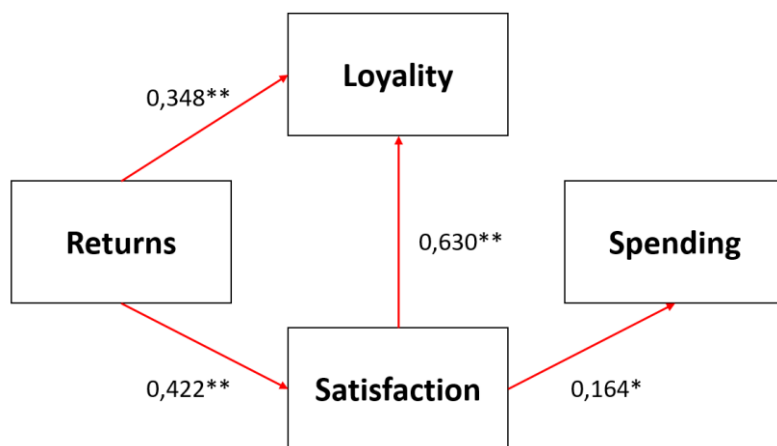 Loyality
0,348**
Returns
0,630**
Spending
0,422**
Satisfaction
0,164*